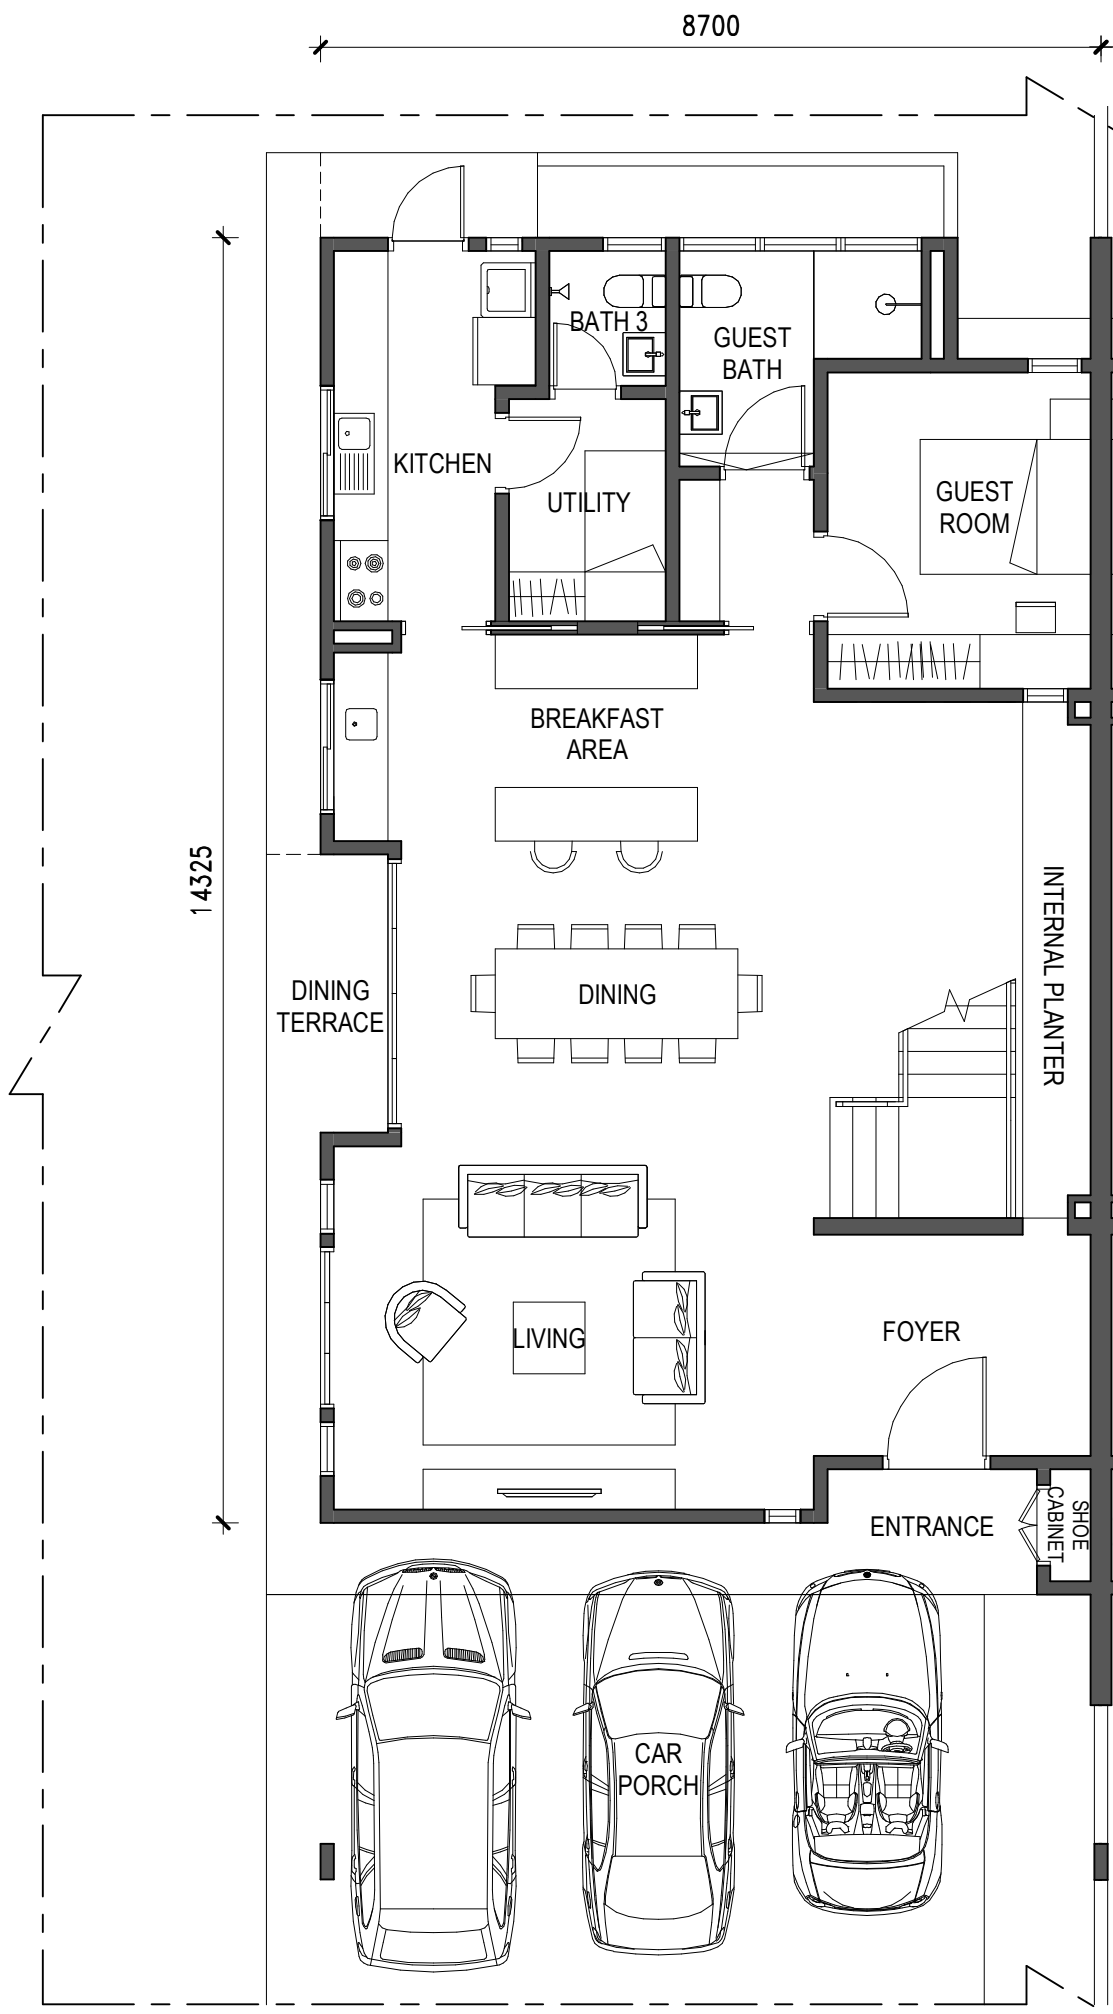 8700
BATH 3
GUEST
BATH
KITCHEN
UTILITY
GUEST
ROOM
BREAKFAST
AREA
14325
INTERNAL PLANTER
DINING
TERRACE
DINING
LIVING
FOYER
ENTRANCE
SHOE
CABINET
CAR
PORCH